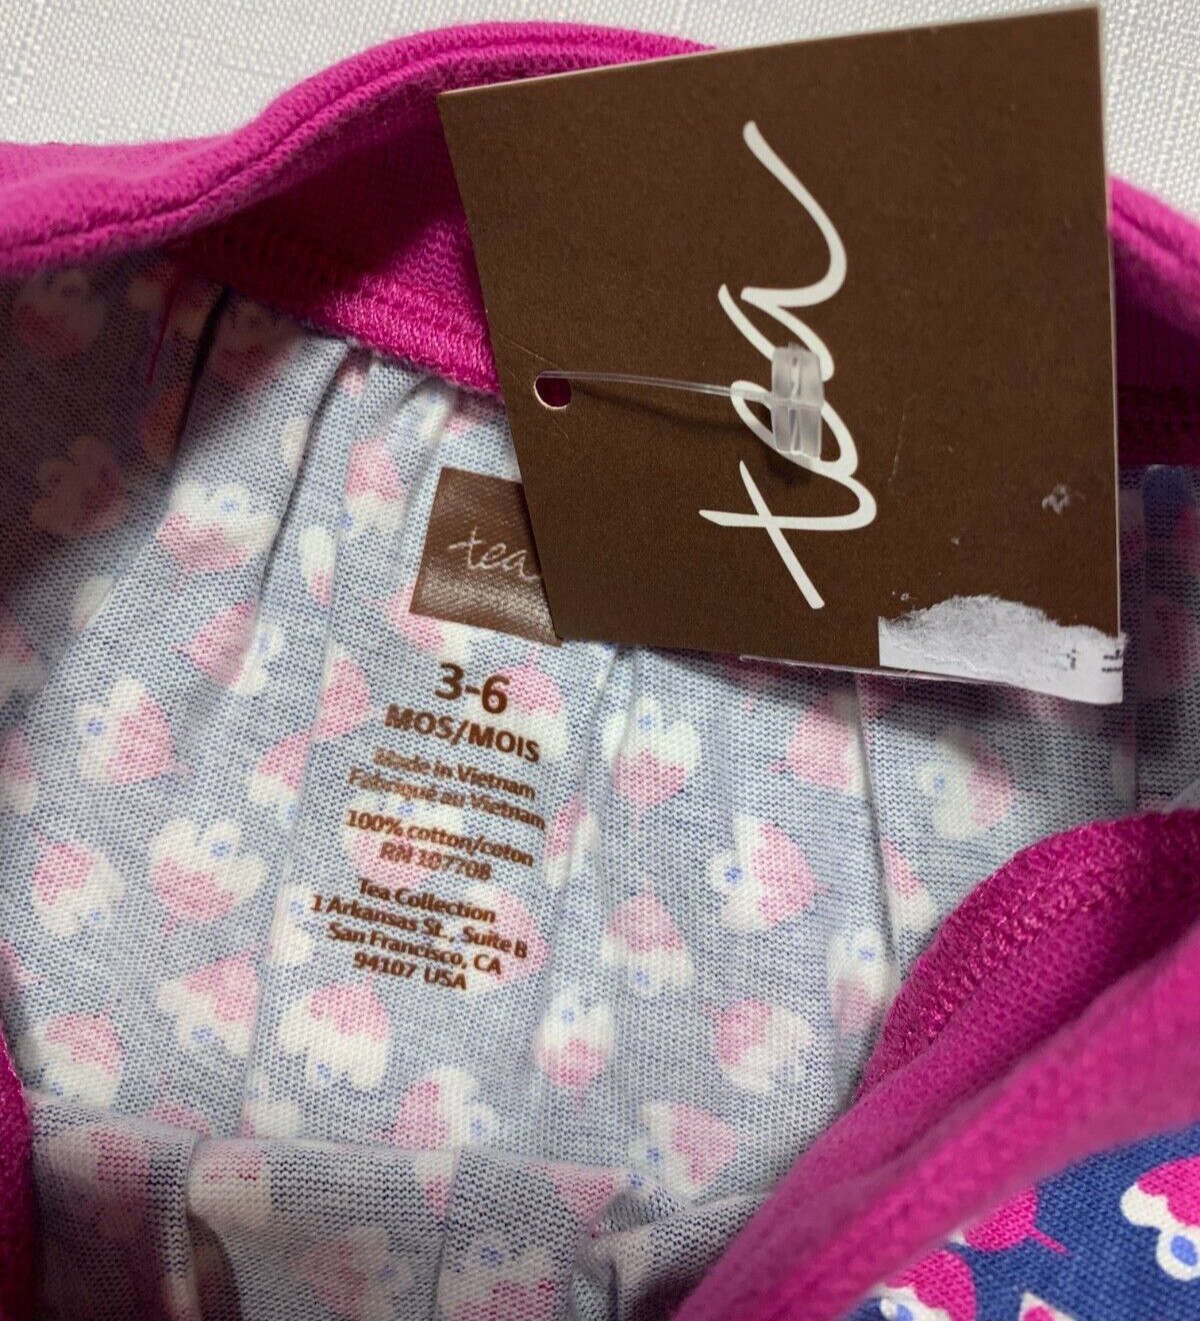 tea
tea
3-6
MOS/MOIS
Made in Vietnam
Fabriqué au Vietnam
100% cotton/coton
RN 107708
Tea Collection
1 Arkansas St., Suite B
San Francisco, CA
94107 USA